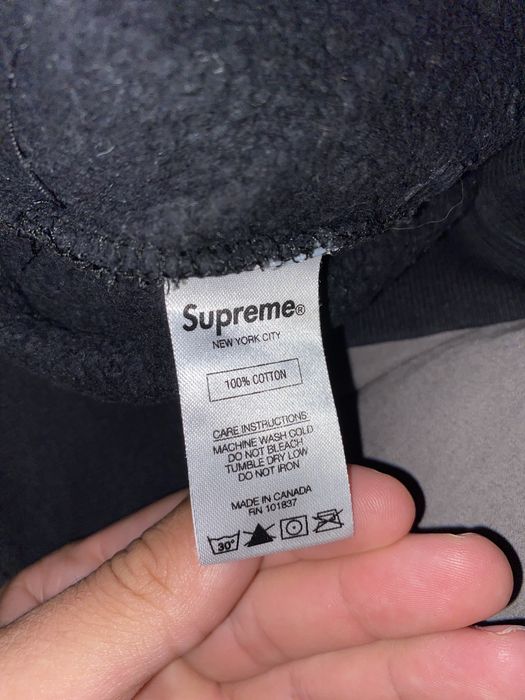 Supreme®
NEW YORK CITY
100% COTTON
CARE INSTRUCTIONS
MACHINE WASH COLD
DO NOT BLEACH
TUMBLE DRY LOW
DO NOT IRON
MADE IN CANADA
RN 101837
30°